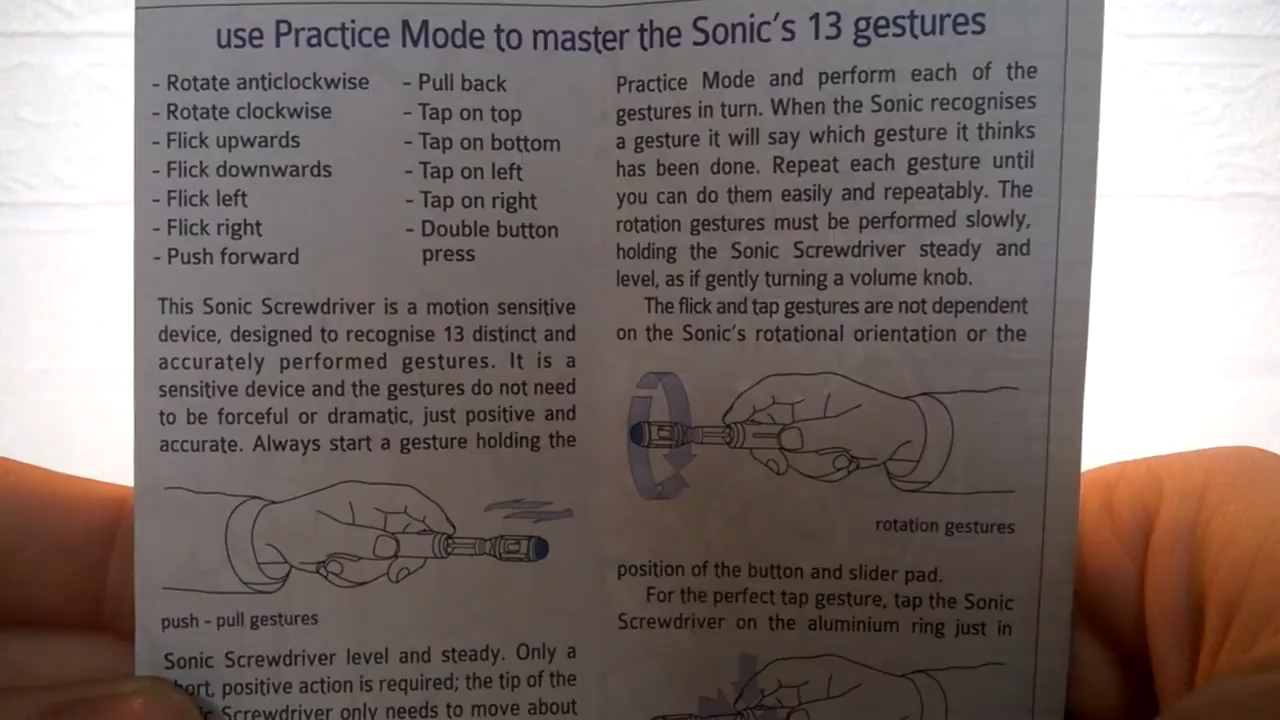 use Practice Mode to master the Sonic's 13 gestures
- Rotate anticlockwise
- Rotate clockwise
- Flick upwards
- Flick downwards
- Flick left
- Flick right
- Push forward
- Pull back
- Tap on top
- Tap on bottom
- Tap on left
- Tap on right
- Double button
press
This Sonic Screwdriver is a motion sensitive
device, designed to recognise 13 distinct and
accurately performed gestures. It is a
sensitive device and the gestures do not need
to be forceful or dramatic, just positive and
accurate. Always start a gesture holding the
push - pull gestures
Sonic Screwdriver level and steady. Only a
positive action is required; the tip of the
Screwdriver only needs to move about
Practice Mode and perform each of the
gestures in turn. When the Sonic recognises
a gesture it will say which gesture it thinks
has been done. Repeat each gesture until
you can do them easily and repeatably. The
rotation gestures must be performed slowly,
holding the Sonic Screwdriver steady and
level, as if gently turning a volume knob.
The flick and tap gestures are not dependent
on the Sonic's rotational orientation or the
rotation gestures
position of the button and slider pad.
For the perfect tap gesture, tap the Sonic
Screwdriver on the aluminium ring just in